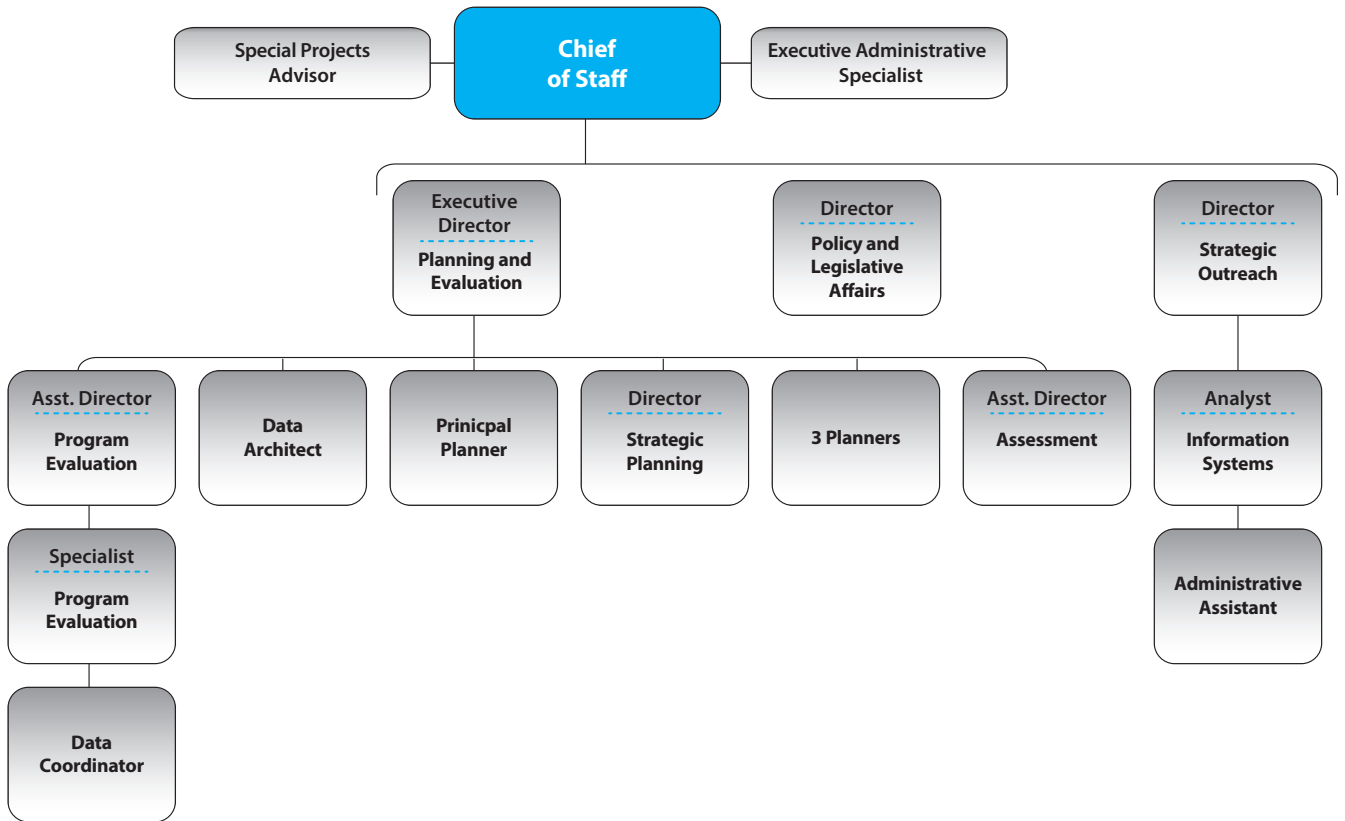 Special Projects
Advisor
Chief
of Staff
Executive Administrative
Specialist
Executive
Director
Planning and
Evaluation
Director
Policy and
Legislative
Affairs
Director
Strategic
Outreach
Asst. Director
Program
Evaluation
Data
Architect
Prinicpal
Planner
Director
Strategic
Planning
3 Planners
Asst. Director
Assessment
Analyst
Information
Systems
Specialist
Program
Evaluation
Administrative
Assistant
Data
Coordinator